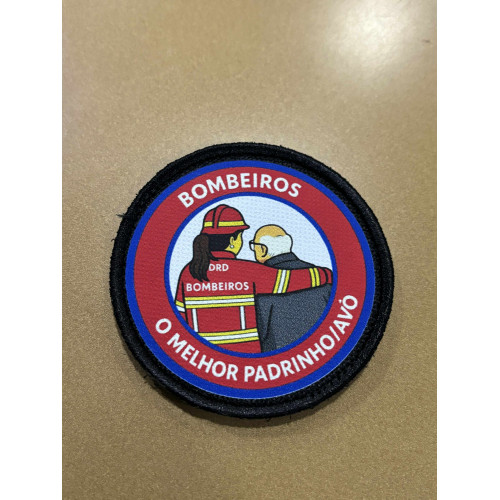 BOMBEIROS
DRD
BOMBEIROS
O MELHOR PADRINHO/AVÔ